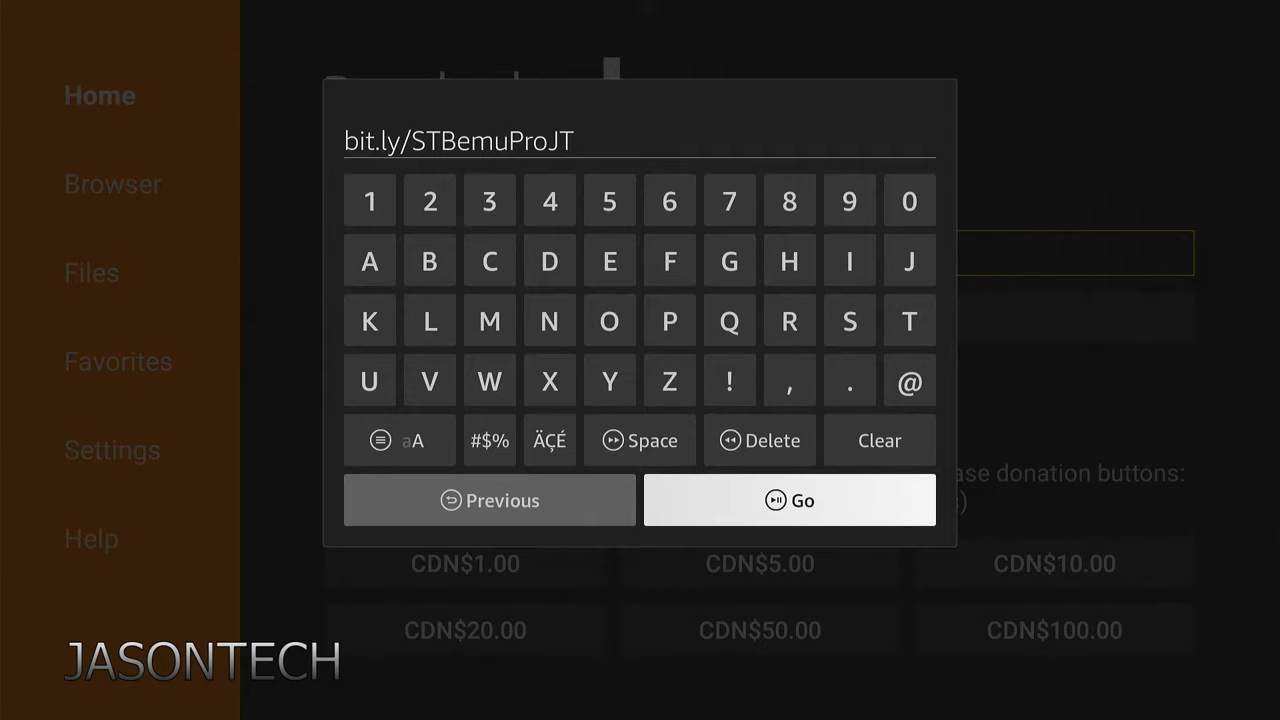 Home
Browser
Files
Favorites
Settings
Help
bit.ly/STBemuProJT
1 2 3 4 5 6 7 8 9 0
A B C D E F G H I J
K L M N O P Q R S T
U V W X Y Z ! , . @
aA #$% ÄÇÉ Space Delete Clear
Previous Go
ase donation buttons:
)
CDN$1.00 CDN$5.00 CDN$10.00
CDN$20.00 CDN$50.00 CDN$100.00
JASONTECH